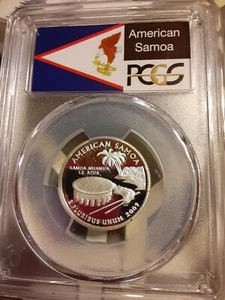 American
Samoa
PCGS
AMERICAN SAMOA
SAMOA MUAMUA
LE ATUA
E PLURIBUS UNUM 2009